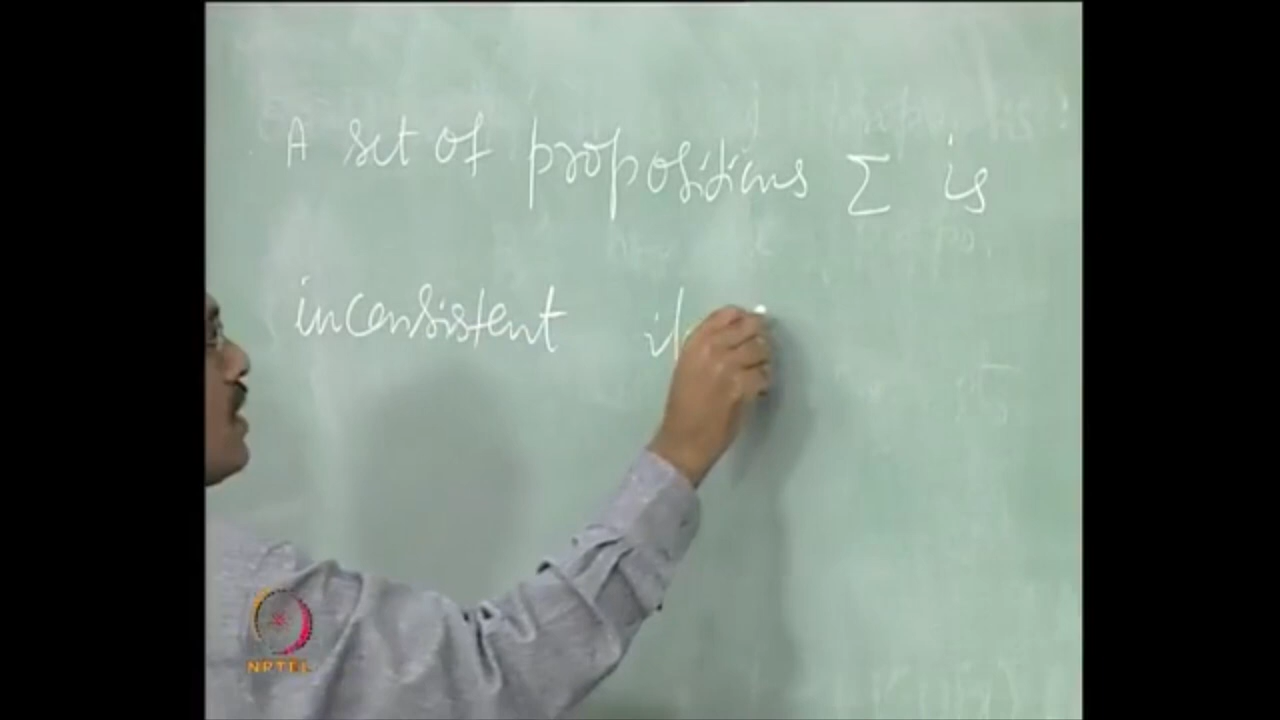 A set of propositions Σ is
inconsistent if
NPTEL